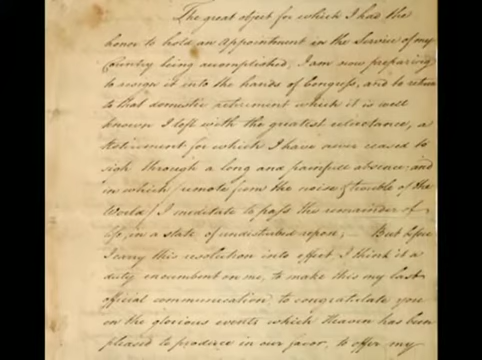 The great object for which I had the
honor to hold an Appointment in the Service of my
Country being accomplished, I am now preparing
to resign it into the hands of Congress, and to return
to that domestic retirement which it is well
known I left with the greatest reluctance, a
Retirement for which I have never ceased to
sigh through a long and painfull absence and
in which (remote from the noise & trouble of the
World) I meditate to pass the remainder of
life, in a state of undisturbed repose; But before
I carry this resolution into effect I think it a
duty incumbent on me, to make this my last
official communication, to congratulate you
on the glorious events which Heaven has been
pleased to produce in our favor, to offer my